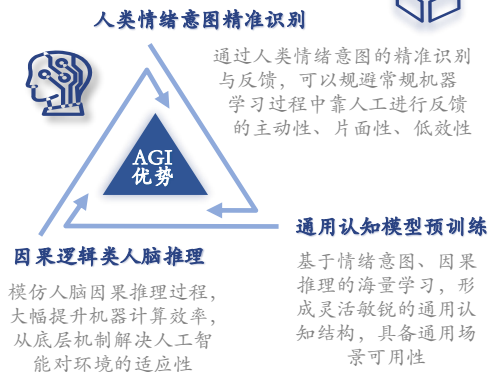 人类情绪意图精准识别
通过人类情绪意图的精准识别
与反馈，可以规避常规机器
学习过程中靠人工进行反馈
的主动性、片面性、低效性
AGI
优势
因果逻辑类人脑推理
模仿人脑因果推理过程，
大幅提升机器计算效率，
从底层机制解决人工智
能对环境的适应性
通用认知模型预训练
基于情绪意图、因果
推理的海量学习，形
成灵活敏锐的通用认
知结构，具备通用场
景可用性